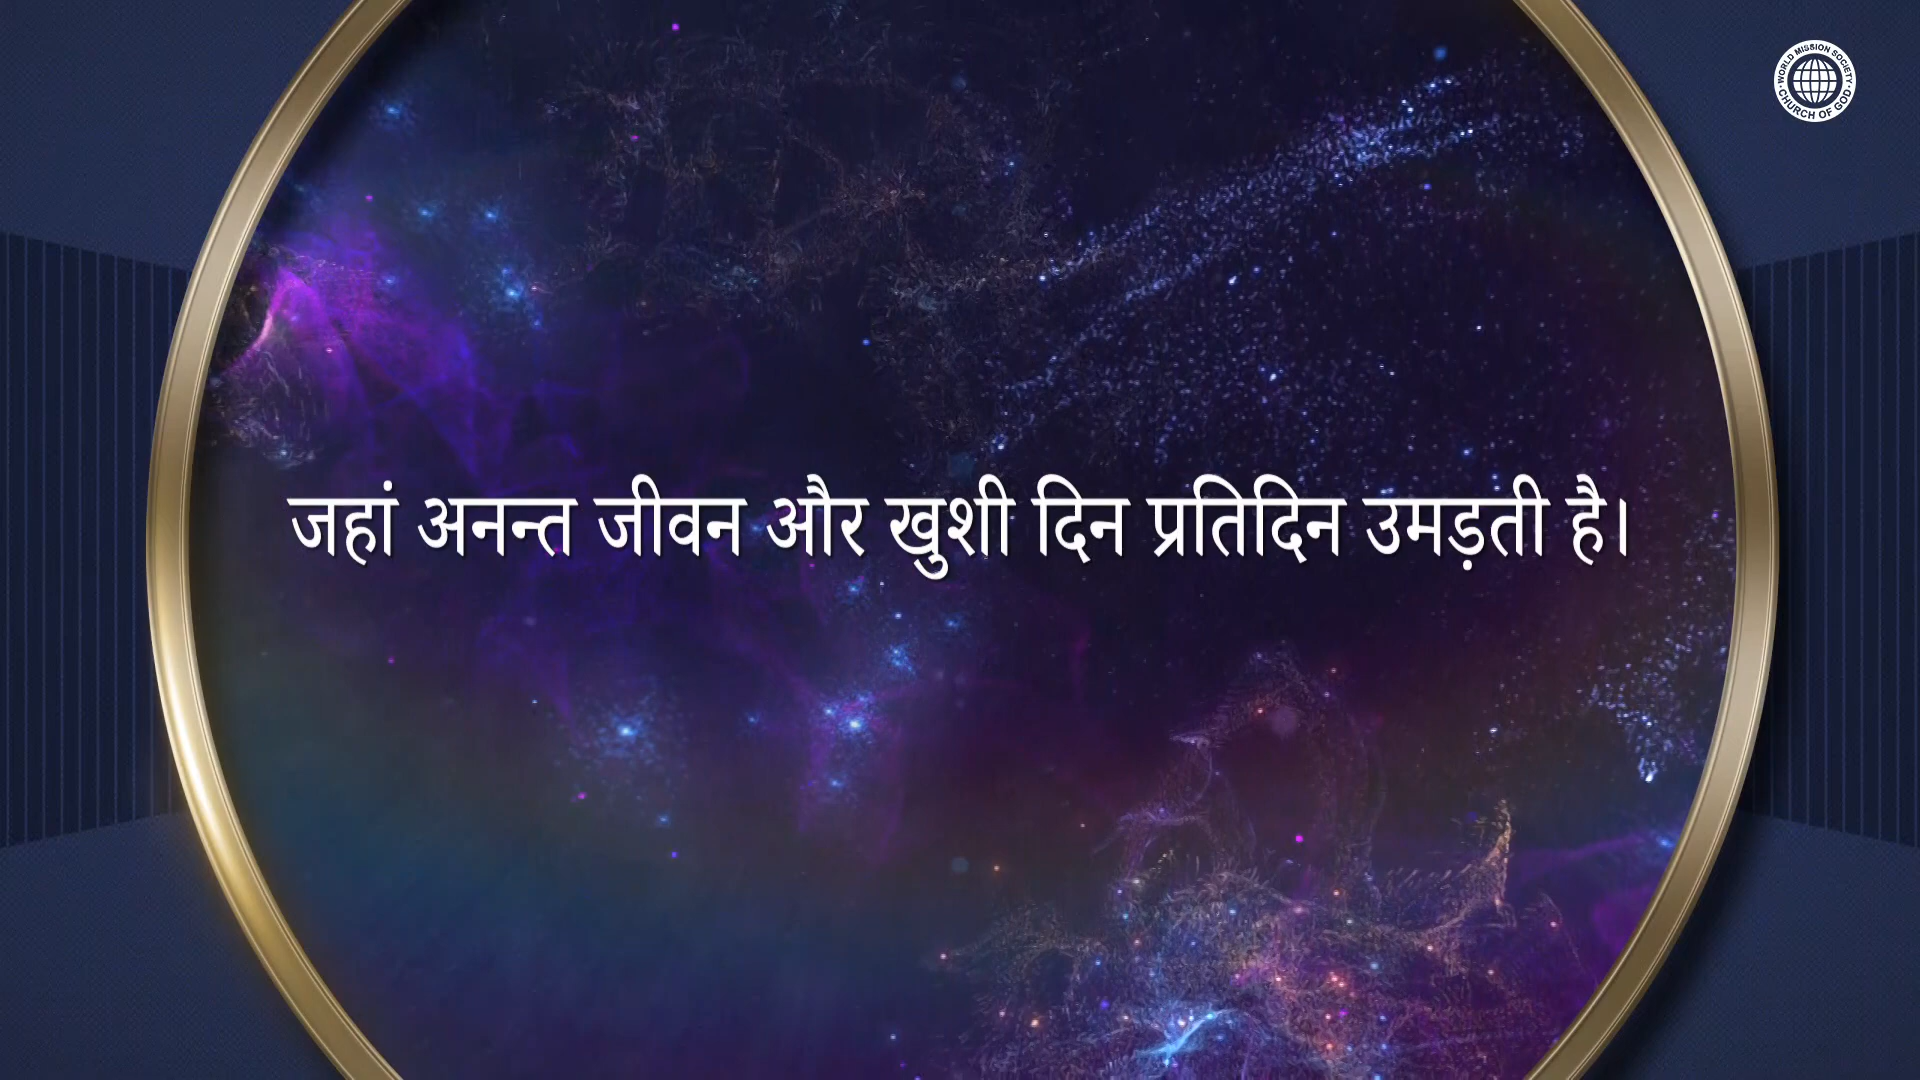 WORLD MISSION SOCIETY
CHURCH OF GOD
जहां अनन्त जीवन और खुशी दिन प्रतिदिन उमड़ती है।